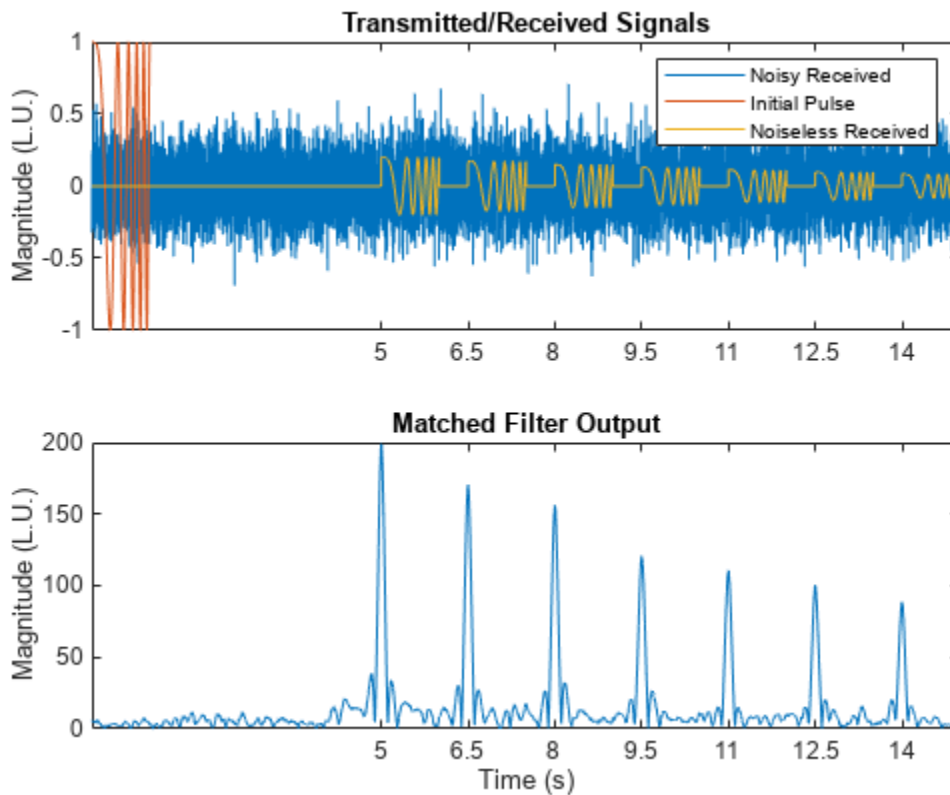 Transmitted/Received Signals
Magnitude (L.U.)
1
0.5
0
-0.5
-1
Noisy Received
Initial Pulse
Noiseless Received
5 6.5 8 9.5 11 12.5 14
Matched Filter Output
Magnitude (L.U.)
200
150
100
50
0
5 6.5 8 9.5 11 12.5 14
Time (s)